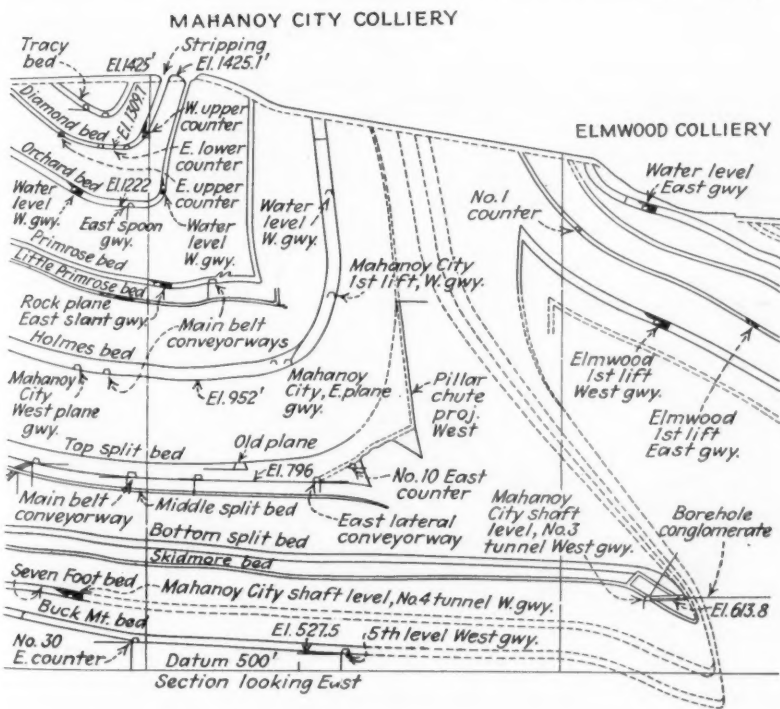 MAHANOY CITY COLLIERY
Tracy
bed
El.1425'
Stripping
El. 1425.1'
Diamond bed
El. 1309.7
W. upper
counter
E. lower
counter
E. upper
counter
ELMWOOD COLLIERY
Orchard bed
El.1222
Water
level
W. gwy.
East spoon
gwy.
Water
level
W. gwy.
Water
level
W. gwy.
No.1
counter
Water level
East gwy
Primrose bed
Little Primrose bed
Rock plane
East slant gwy.
Main belt
conveyorways
Mahanoy City
1st lift, W. gwy.
Holmes bed
Mahanoy
City
West plane
gwy.
El. 952'
Mahanoy
City, E. plane
gwy.
Pillar
chute
proj.
West
Elmwood
1st lift
West gwy.
Elmwood
1st lift
East gwy.
Top split bed
Old plane
El. 796
No. 10 East
counter
Main belt
conveyorway
Middle split bed
East lateral
conveyorway
Mahanoy
City shaft
level, No.3
tunnel West gwy.
Borehole
conglomerate
Bottom split bed
Skidmore bed
Seven Foot bed
Mahanoy City shaft level, No.4 tunnel W. gwy.
El. 613.8
Buck Mt. bed
No. 30
E. counter
El. 527.5
5th level West gwy.
Datum 500'
Section looking East